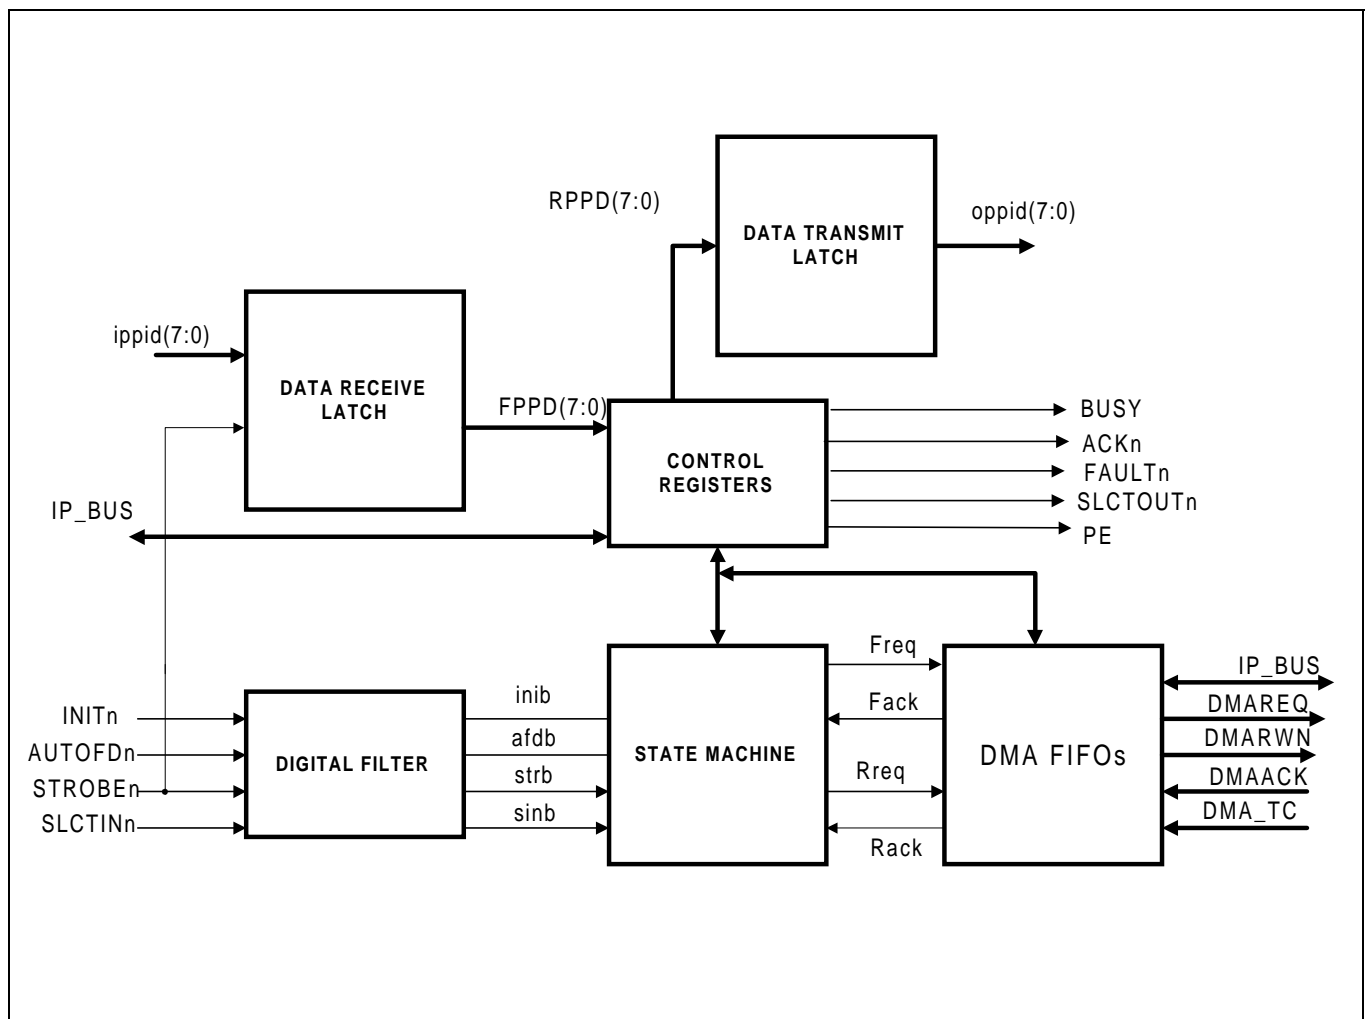 RPPD(7:0)
DATA TRANSMIT
LATCH
oppid(7:0)
ippid(7:0)
DATA RECEIVE
LATCH
FPPD(7:0)
CONTROL
REGISTERS
BUSY
ACKn
FAULTn
SLCTOUTn
PE
IP_BUS
INITn
AUTOFDn
STROBEn
SLCTINn
DIGITAL FILTER
inib
afdb
strb
sinb
STATE MACHINE
Freq
Fack
Rreq
Rack
DMA FIFOs
IP_BUS
DMAREQ
DMARWN
DMAACK
DMA_TC